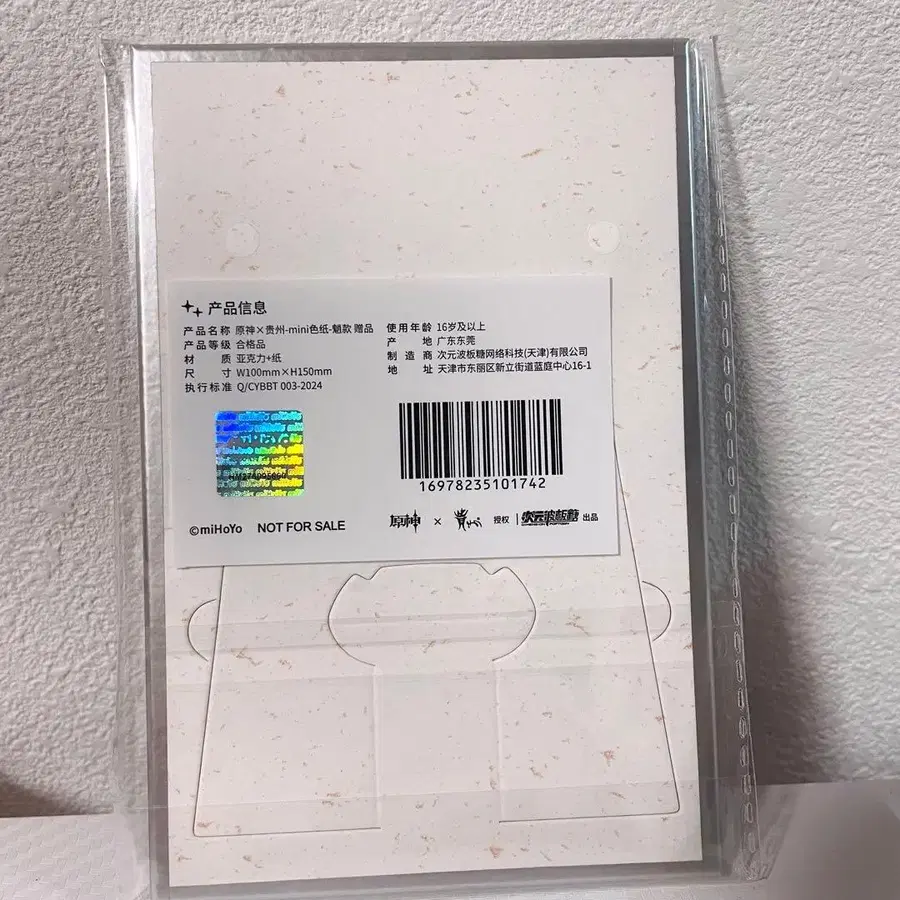 产品信息
产品名称 原神×贵州-mini色纸-魈款 赠品
产品等级 合格品
材 质 亚克力+纸
尺 寸 W100mm×H150mm
执行标准 Q/CYBBT 003-2024
使用年龄 16岁及以上
产 地 广东东莞
制造商 次元波板糖网络科技(天津)有限公司
地 址 天津市东丽区新立街道蓝庭中心16-1
miHoYo
16978235101742
©miHoYo NOT FOR SALE
原神 × 贵州 授权 | 次元波板糖 出品